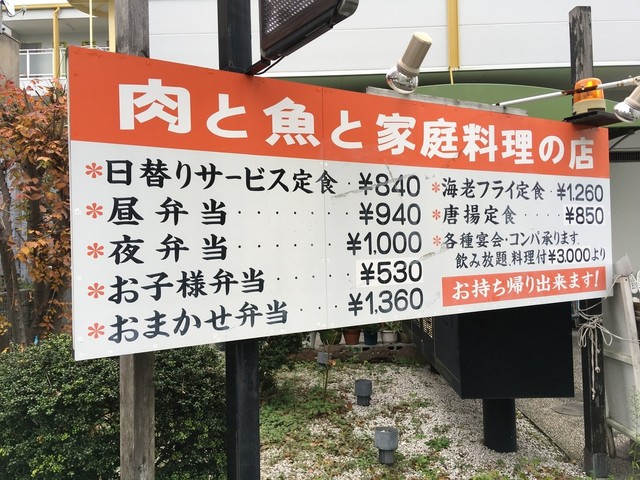 肉と魚と家庭料理の店
*日替りサービス定食・¥840
*昼弁当・・・・・・・・¥940
*夜弁当・・・・・・・・¥1,000
*お子様弁当・・・・・・¥530
*おまかせ弁当・・・・・¥1,360
*海老フライ定食・¥1,260
*唐揚定食・・・・¥850
*各種宴会・コンパ承ります。
飲み放題、料理付¥3,000より
お持ち帰り出来ます!